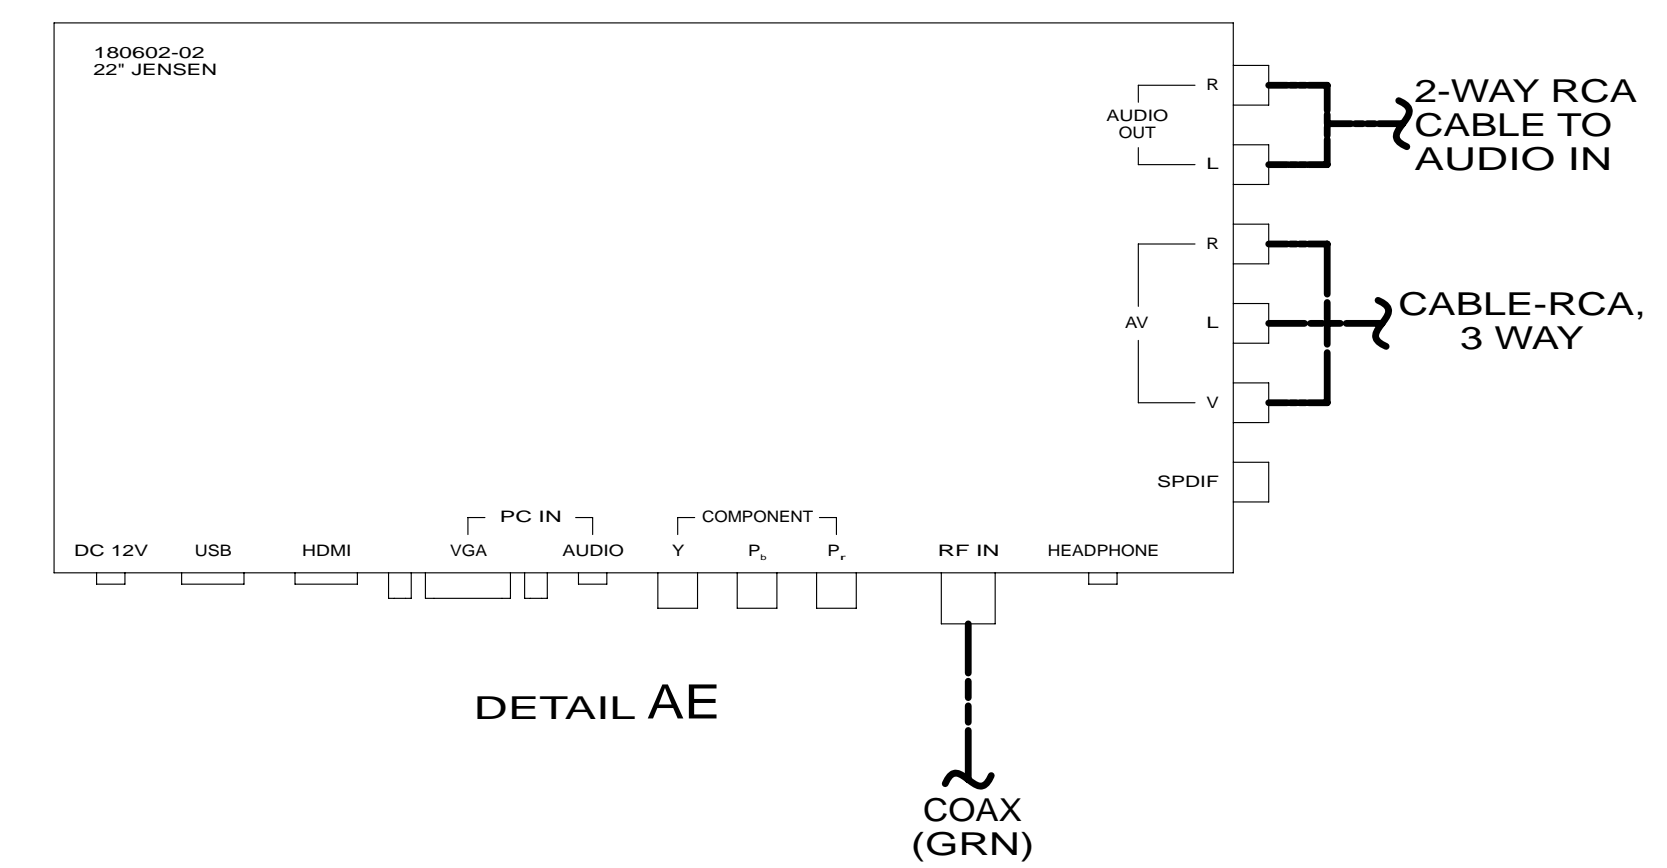 180602-02
22" JENSEN
R
AUDIO
OUT
L
2-WAY RCA
CABLE TO
AUDIO IN
R
AV
L
V
CABLE-RCA,
3 WAY
SPDIF
PC IN
COMPONENT
DC 12V
USB
HDMI
VGA
AUDIO
Y
Pb
Pr
RF IN
HEADPHONE
DETAIL AE
COAX
(GRN)